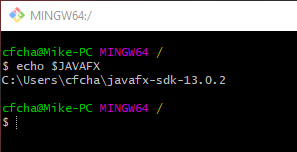 MINGW64:/
cfcha@Mike-PC MINGW64 /
$ echo $JAVAFX
C:\Users\cfcha\javafx-sdk-13.0.2
cfcha@Mike-PC MINGW64 /
$